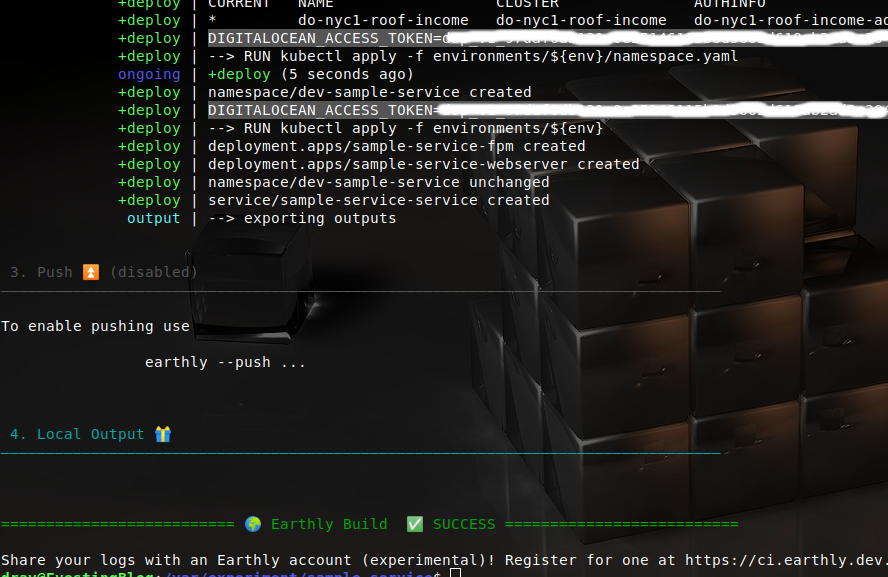 +deploy | CURRENT NAME CLUSTER AUTHINFO
+deploy | * do-nyc1-roof-income do-nyc1-roof-income do-nyc1-roof-income-ad
+deploy | DIGITALOCEAN_ACCESS_TOKEN=
+deploy | --> RUN kubectl apply -f environments/${env}/namespace.yaml
ongoing | +deploy (5 seconds ago)
+deploy | namespace/dev-sample-service created
+deploy | DIGITALOCEAN_ACCESS_TOKEN=
+deploy | --> RUN kubectl apply -f environments/${env}
+deploy | deployment.apps/sample-service-fpm created
+deploy | deployment.apps/sample-service-webserver created
+deploy | namespace/dev-sample-service unchanged
+deploy | service/sample-service created
output | --> exporting outputs
3. Push ⏫ (disabled)
To enable pushing use
earthly --push ...
4. Local Output 🎁
========================== 🌍 Earthly Build ✅ SUCCESS ==========================
Share your logs with an Earthly account (experimental)! Register for one at https://ci.earthly.dev.
:/var/experiment/sample-service$